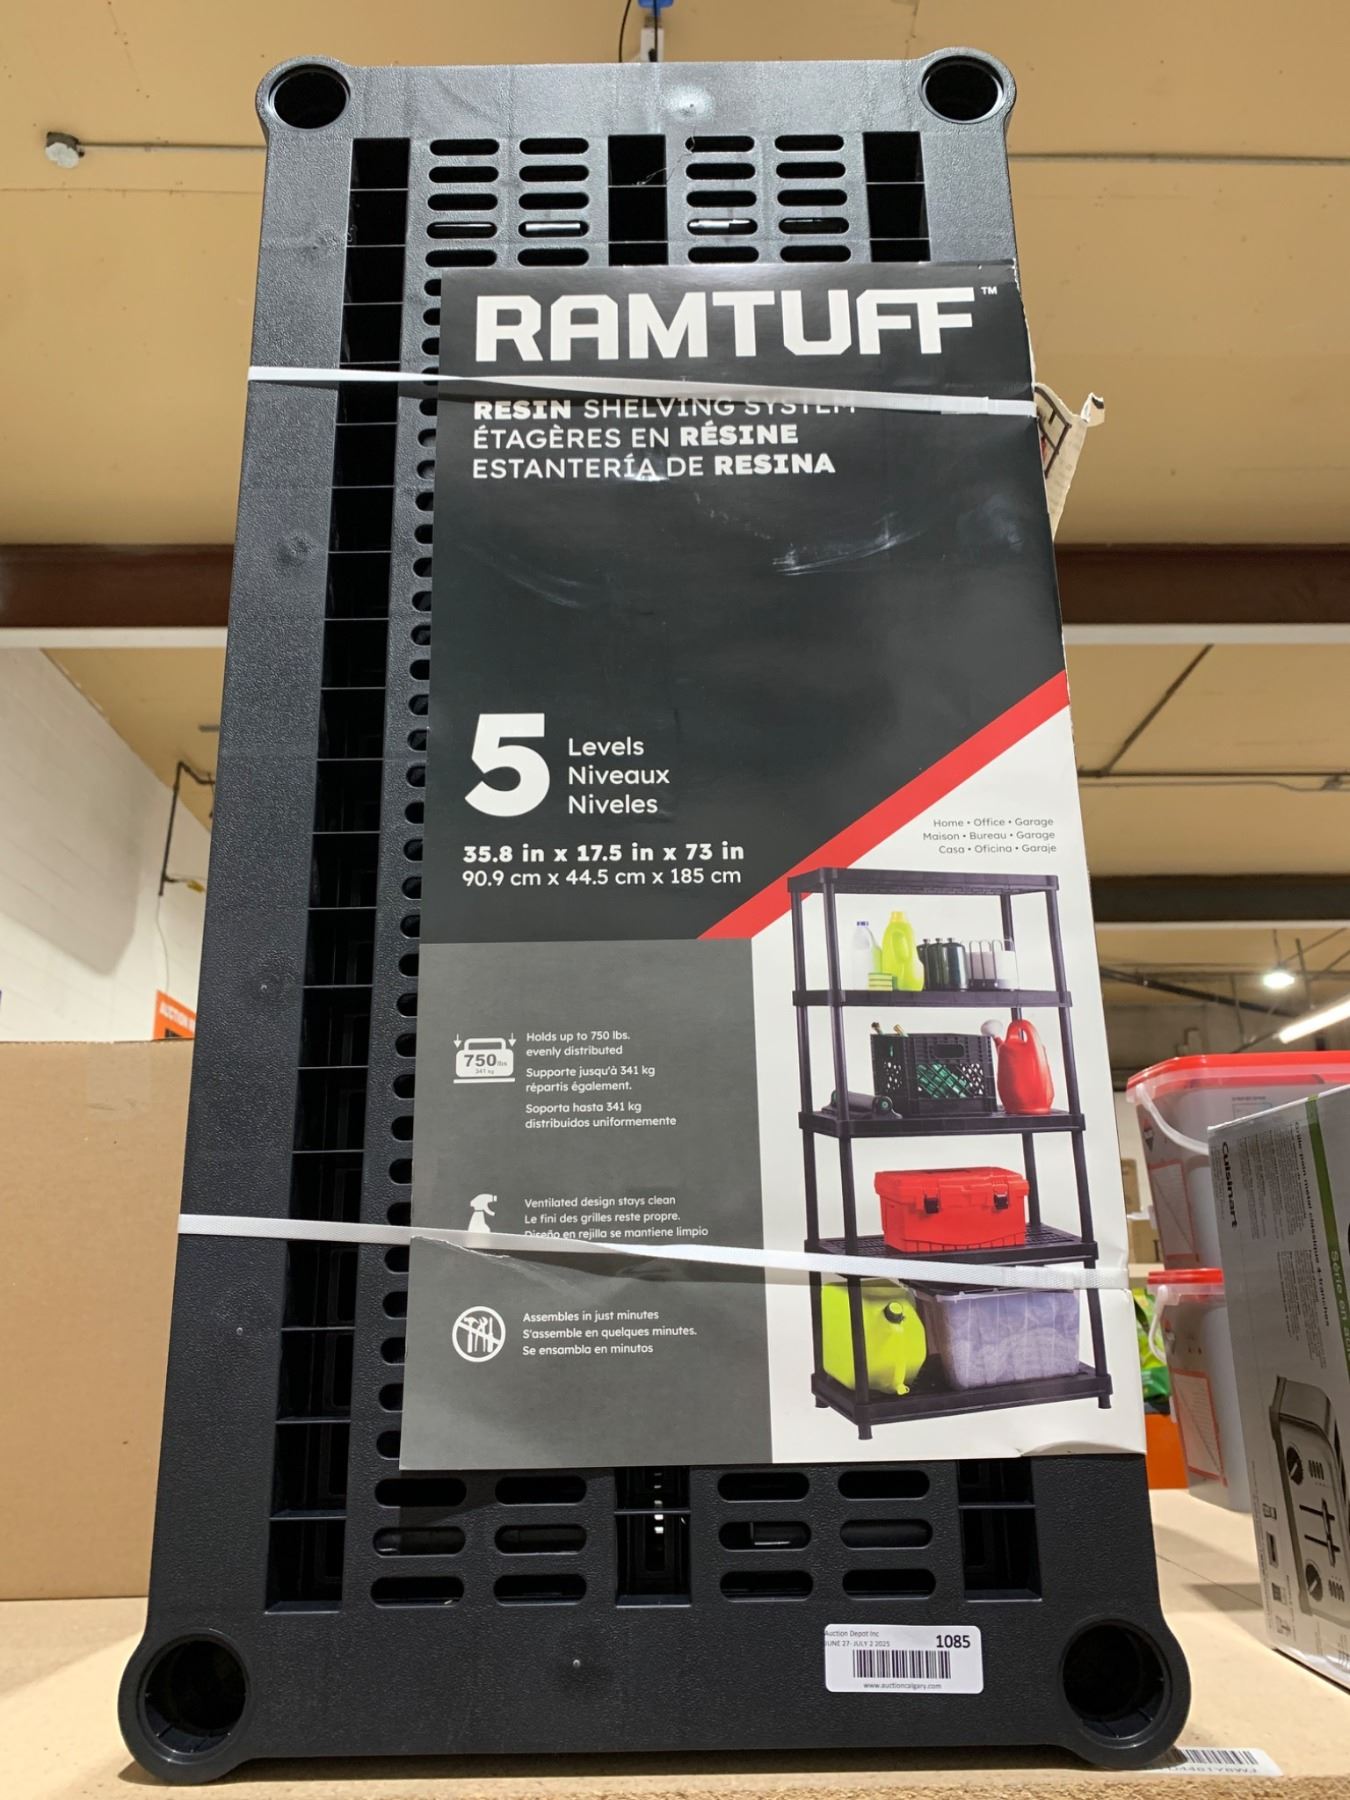 RAMTUFF™
RESIN SHELVING SYSTEM
ÉTAGÈRES EN RÉSINE
ESTANTERÍA DE RESINA
5
Levels
Niveaux
Niveles
35.8 in x 17.5 in x 73 in
90.9 cm x 44.5 cm x 185 cm
Home • Office • Garage
Maison • Bureau • Garage
Casa • Oficina • Garaje
750 lbs
341 kg
Holds up to 750 lbs.
evenly distributed
Supporte jusqu'à 341 kg
répartis également.
Soporta hasta 341 kg
distribuidos uniformemente
Ventilated design stays clean
Le fini des grilles reste propre.
Diseño en rejilla se mantiene limpio
Assembles in just minutes
S'assemble en quelques minutes.
Se ensambla en minutos
Auction Depot Inc
JUNE 27- JULY 2 2025
1085
www.auctioncalgary.com
Cuisinart